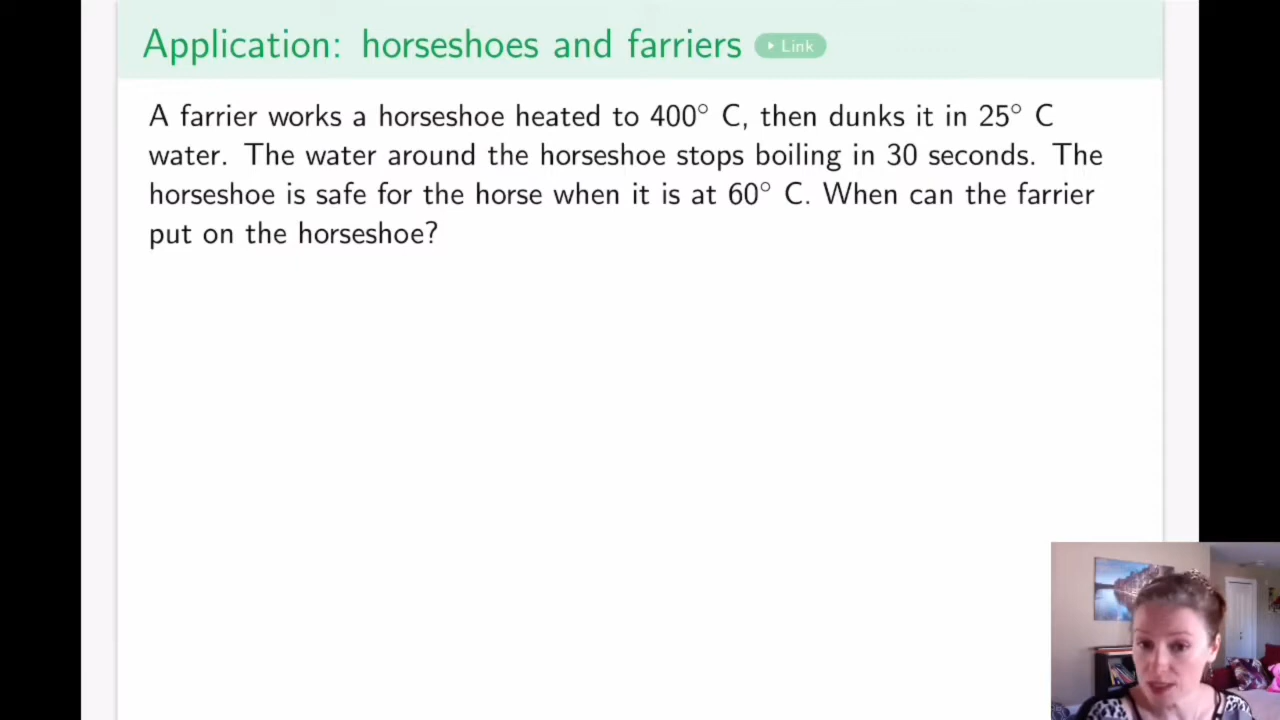 Application: horseshoes and farriers Link
A farrier works a horseshoe heated to 400° C, then dunks it in 25° C
water. The water around the horseshoe stops boiling in 30 seconds. The
horseshoe is safe for the horse when it is at 60° C. When can the farrier
put on the horseshoe?